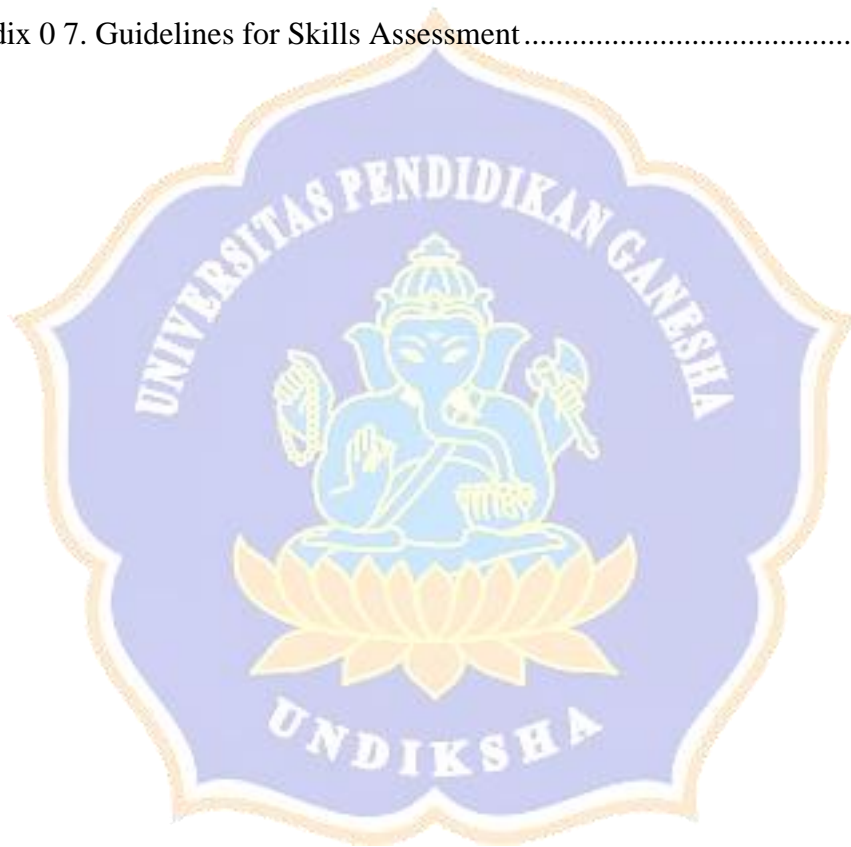 dix 0 7. Guidelines for Skills Assessment.........................................
UNIVERSITAS PENDIDIKAN GANESHA
UNDIKSHA